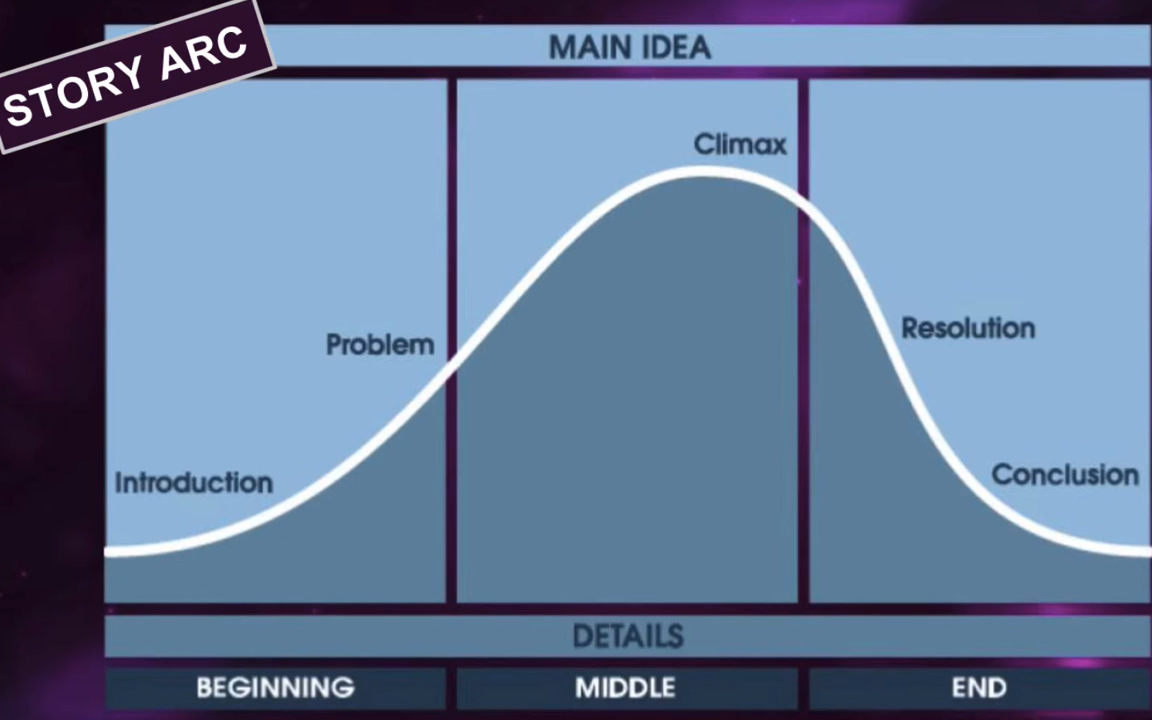 STORY ARC
MAIN IDEA
Climax
Problem
Resolution
Introduction
Conclusion
DETAILS
BEGINNING
MIDDLE
END